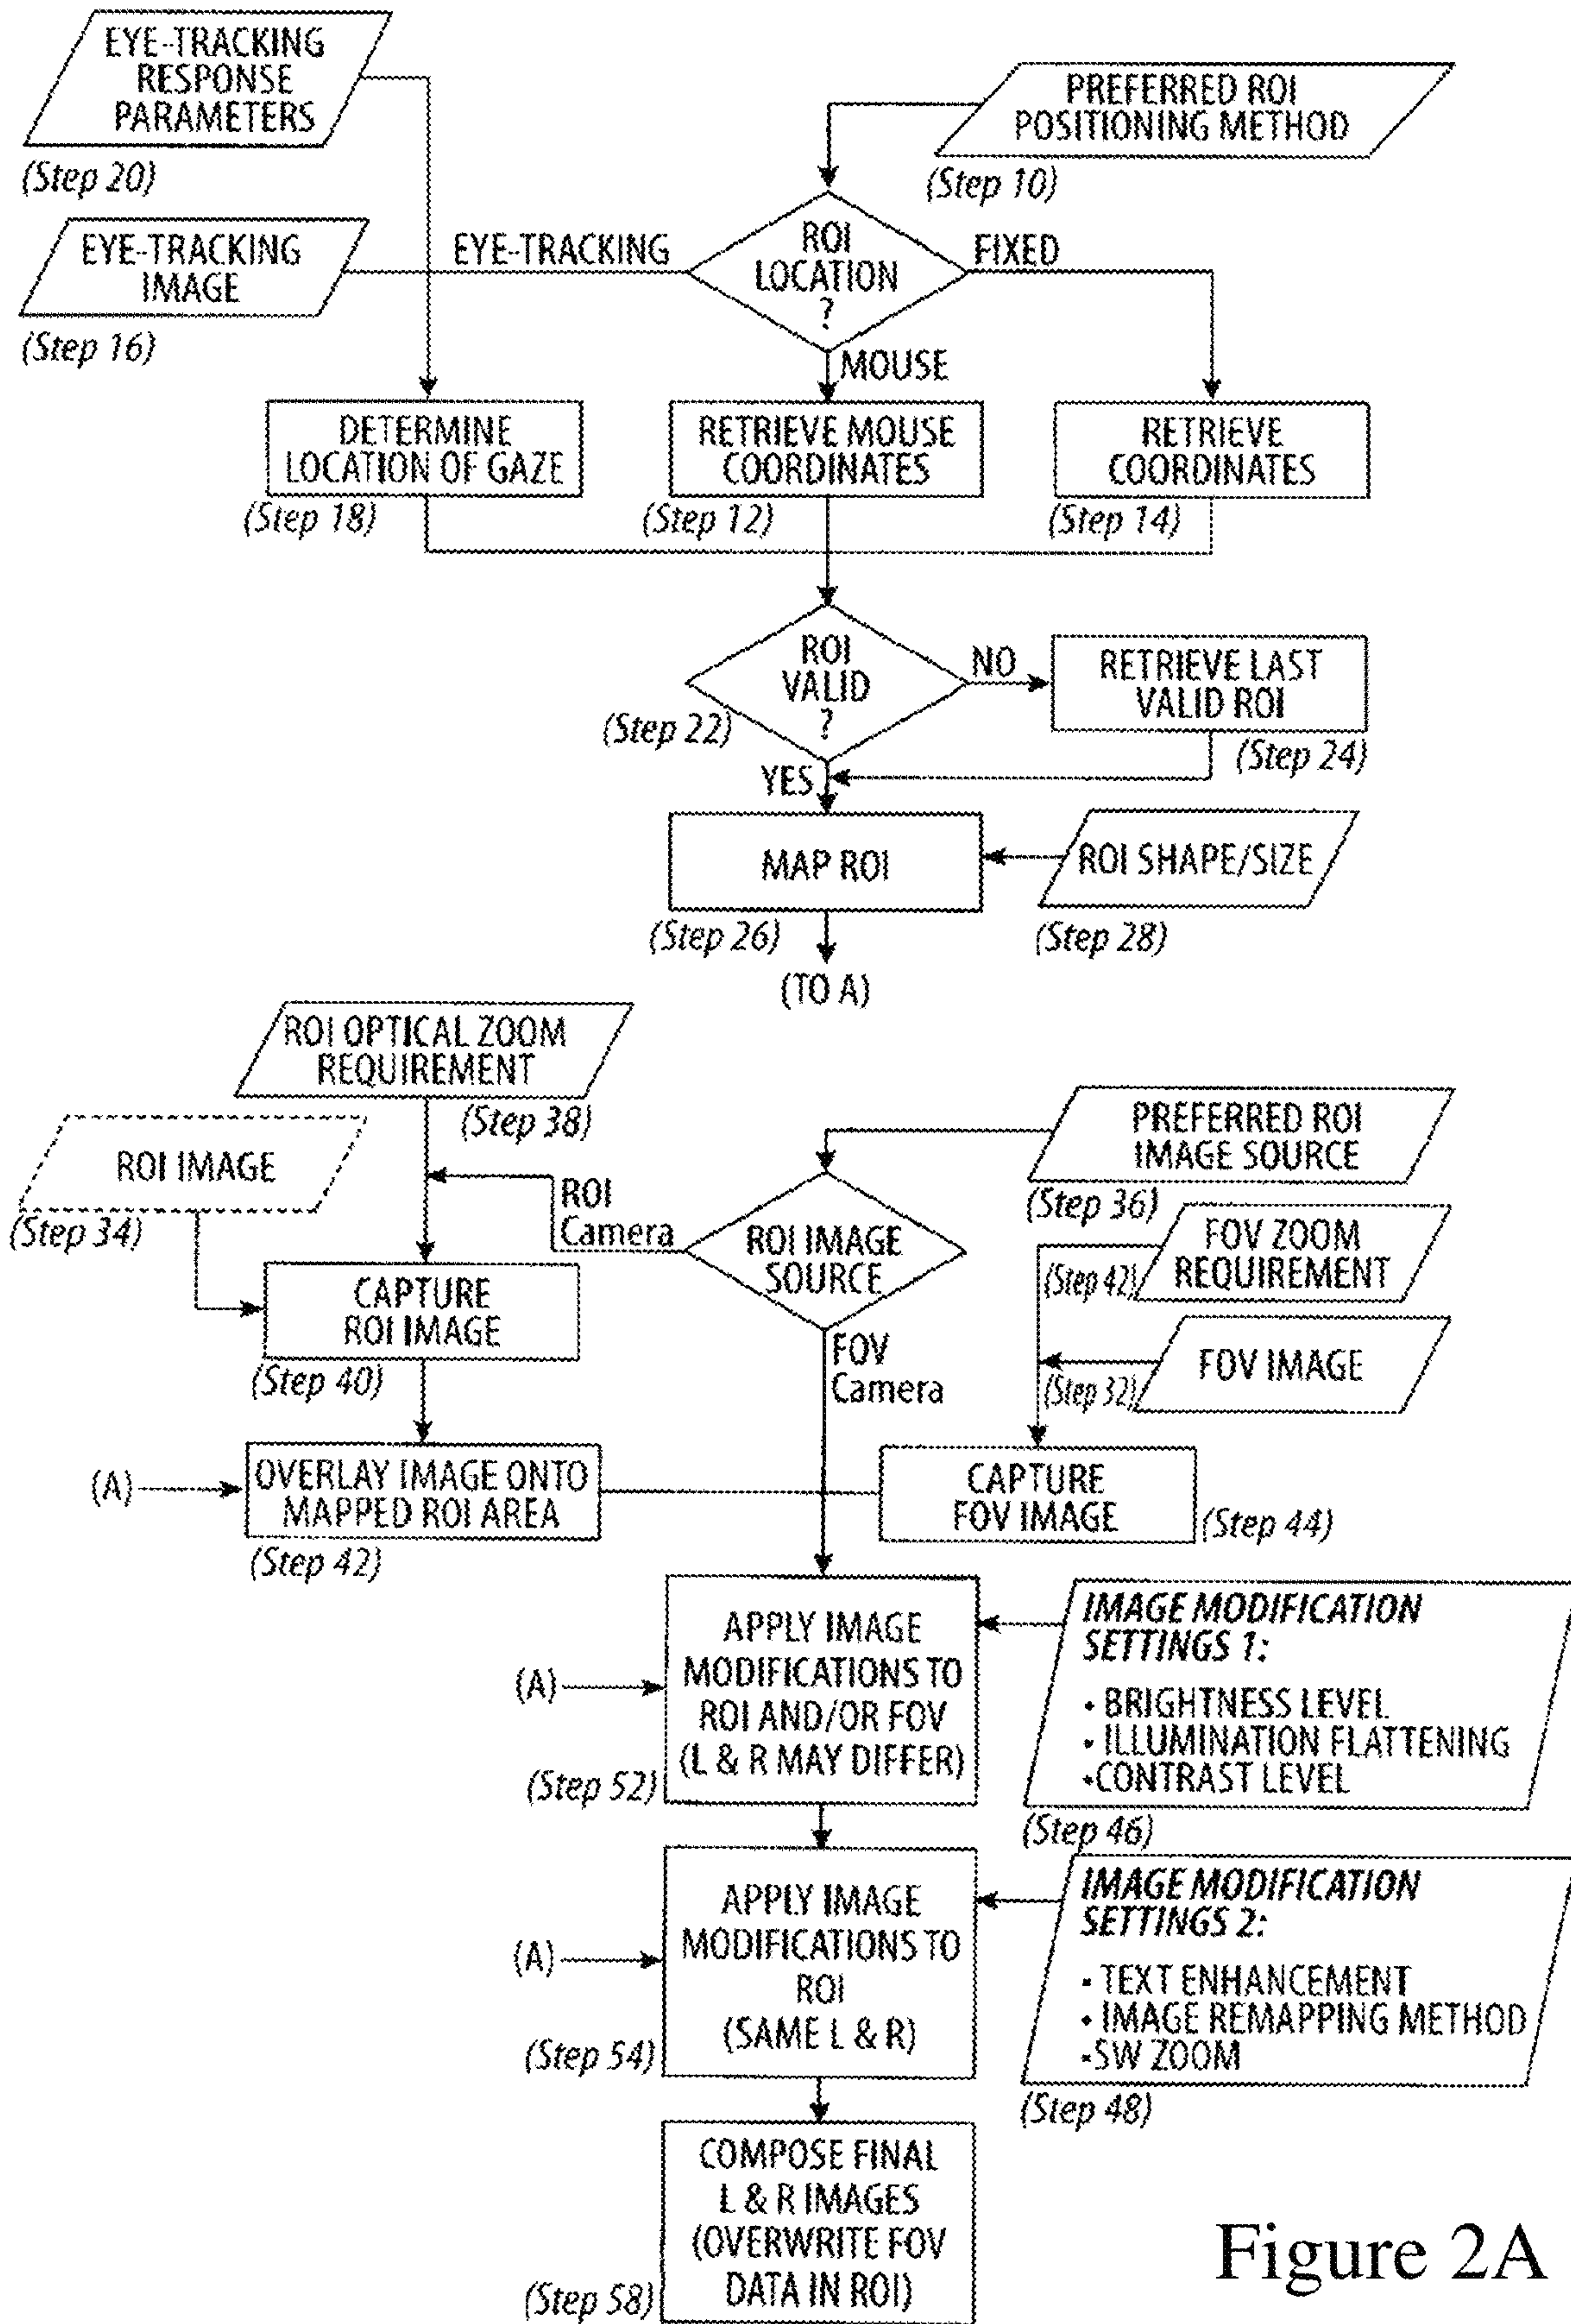 EYE-TRACKING
RESPONSE
PARAMETERS
(Step 20)
PREFERRED ROI
POSITIONING METHOD
(Step 10)
EYE-TRACKING
IMAGE
(Step 16)
EYE-TRACKING
ROI
LOCATION
?
FIXED
MOUSE
DETERMINE
LOCATION OF GAZE
(Step 18)
RETRIEVE MOUSE
COORDINATES
(Step 12)
RETRIEVE
COORDINATES
(Step 14)
ROI
VALID
?
(Step 22)
NO
RETRIEVE LAST
VALID ROI
(Step 24)
YES
MAP ROI
(Step 26)
ROI SHAPE/SIZE
(Step 28)
(TO A)
ROI OPTICAL ZOOM
REQUIREMENT
(Step 38)
PREFERRED ROI
IMAGE SOURCE
(Step 36)
ROI IMAGE
(Step 34)
ROI
Camera
ROI IMAGE
SOURCE
FOV ZOOM
REQUIREMENT
(Step 42)
CAPTURE
ROI IMAGE
(Step 40)
FOV
Camera
FOV IMAGE
(Step 32)
(A)
OVERLAY IMAGE ONTO
MAPPED ROI AREA
(Step 42)
CAPTURE
FOV IMAGE
(Step 44)
(A)
APPLY IMAGE
MODIFICATIONS TO
ROI AND/OR FOV
(L & R MAY DIFFER)
(Step 52)
IMAGE MODIFICATION
SETTINGS 1:
• BRIGHTNESS LEVEL
• ILLUMINATION FLATTENING
•CONTRAST LEVEL
(Step 46)
(A)
APPLY IMAGE
MODIFICATIONS TO
ROI
(SAME L & R)
(Step 54)
IMAGE MODIFICATION
SETTINGS 2:
• TEXT ENHANCEMENT
• IMAGE REMAPPING METHOD
•SW ZOOM
(Step 48)
COMPOSE FINAL
L & R IMAGES
(OVERWRITE FOV
DATA IN ROI)
(Step 58)
Figure 2A